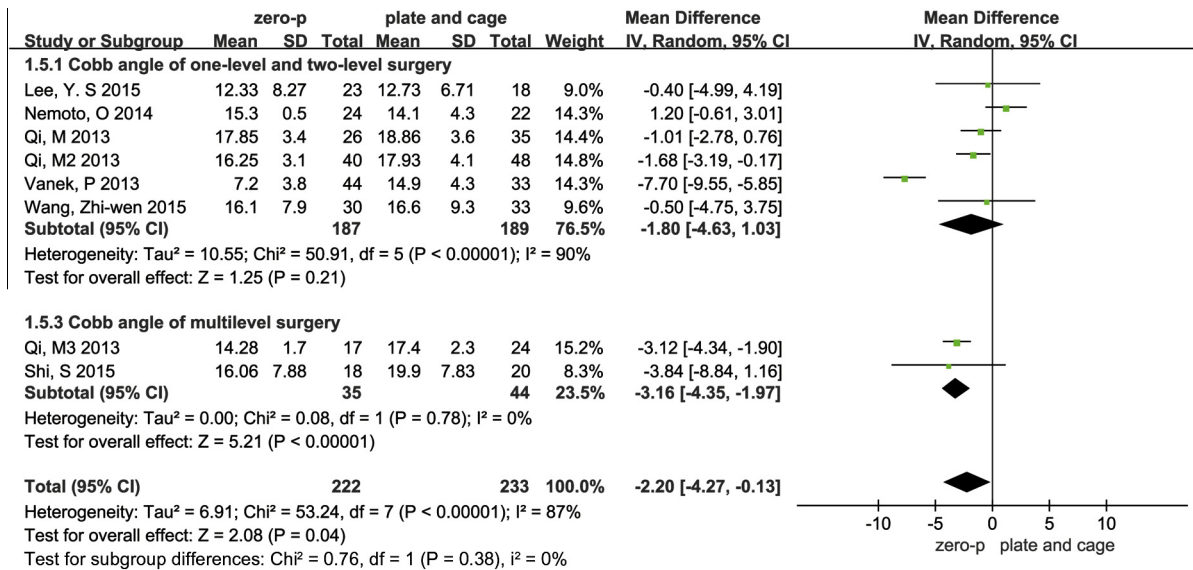 zero-p plate and cage Mean Difference Mean Difference
Study or Subgroup Mean SD Total Mean SD Total Weight IV, Random, 95% CI IV, Random, 95% CI
1.5.1 Cobb angle of one-level and two-level surgery
Lee, Y. S 2015 12.33 8.27 23 12.73 6.71 18 9.0% -0.40 [-4.99, 4.19]
Nemoto, O 2014 15.3 0.5 24 14.1 4.3 22 14.3% 1.20 [-0.61, 3.01]
Qi, M 2013 17.85 3.4 26 18.86 3.6 35 14.4% -1.01 [-2.78, 0.76]
Qi, M2 2013 16.25 3.1 40 17.93 4.1 48 14.8% -1.68 [-3.19, -0.17]
Vanek, P 2013 7.2 3.8 44 14.9 4.3 33 14.3% -7.70 [-9.55, -5.85]
Wang, Zhi-wen 2015 16.1 7.9 30 16.6 9.3 33 9.6% -0.50 [-4.75, 3.75]
Subtotal (95% CI) 187 189 76.5% -1.80 [-4.63, 1.03]
Heterogeneity: Tau² = 10.55; Chi² = 50.91, df = 5 (P < 0.00001); I² = 90%
Test for overall effect: Z = 1.25 (P = 0.21)
1.5.3 Cobb angle of multilevel surgery
Qi, M3 2013 14.28 1.7 17 17.4 2.3 24 15.2% -3.12 [-4.34, -1.90]
Shi, S 2015 16.06 7.88 18 19.9 7.83 20 8.3% -3.84 [-8.84, 1.16]
Subtotal (95% CI) 35 44 23.5% -3.16 [-4.35, -1.97]
Heterogeneity: Tau² = 0.00; Chi² = 0.08, df = 1 (P = 0.78); I² = 0%
Test for overall effect: Z = 5.21 (P < 0.00001)
Total (95% CI) 222 233 100.0% -2.20 [-4.27, -0.13]
Heterogeneity: Tau² = 6.91; Chi² = 53.24, df = 7 (P < 0.00001); I² = 87%
Test for overall effect: Z = 2.08 (P = 0.04)
Test for subgroup differences: Chi² = 0.76, df = 1 (P = 0.38), i² = 0%
-10 -5 0 5 10
zero-p plate and cage